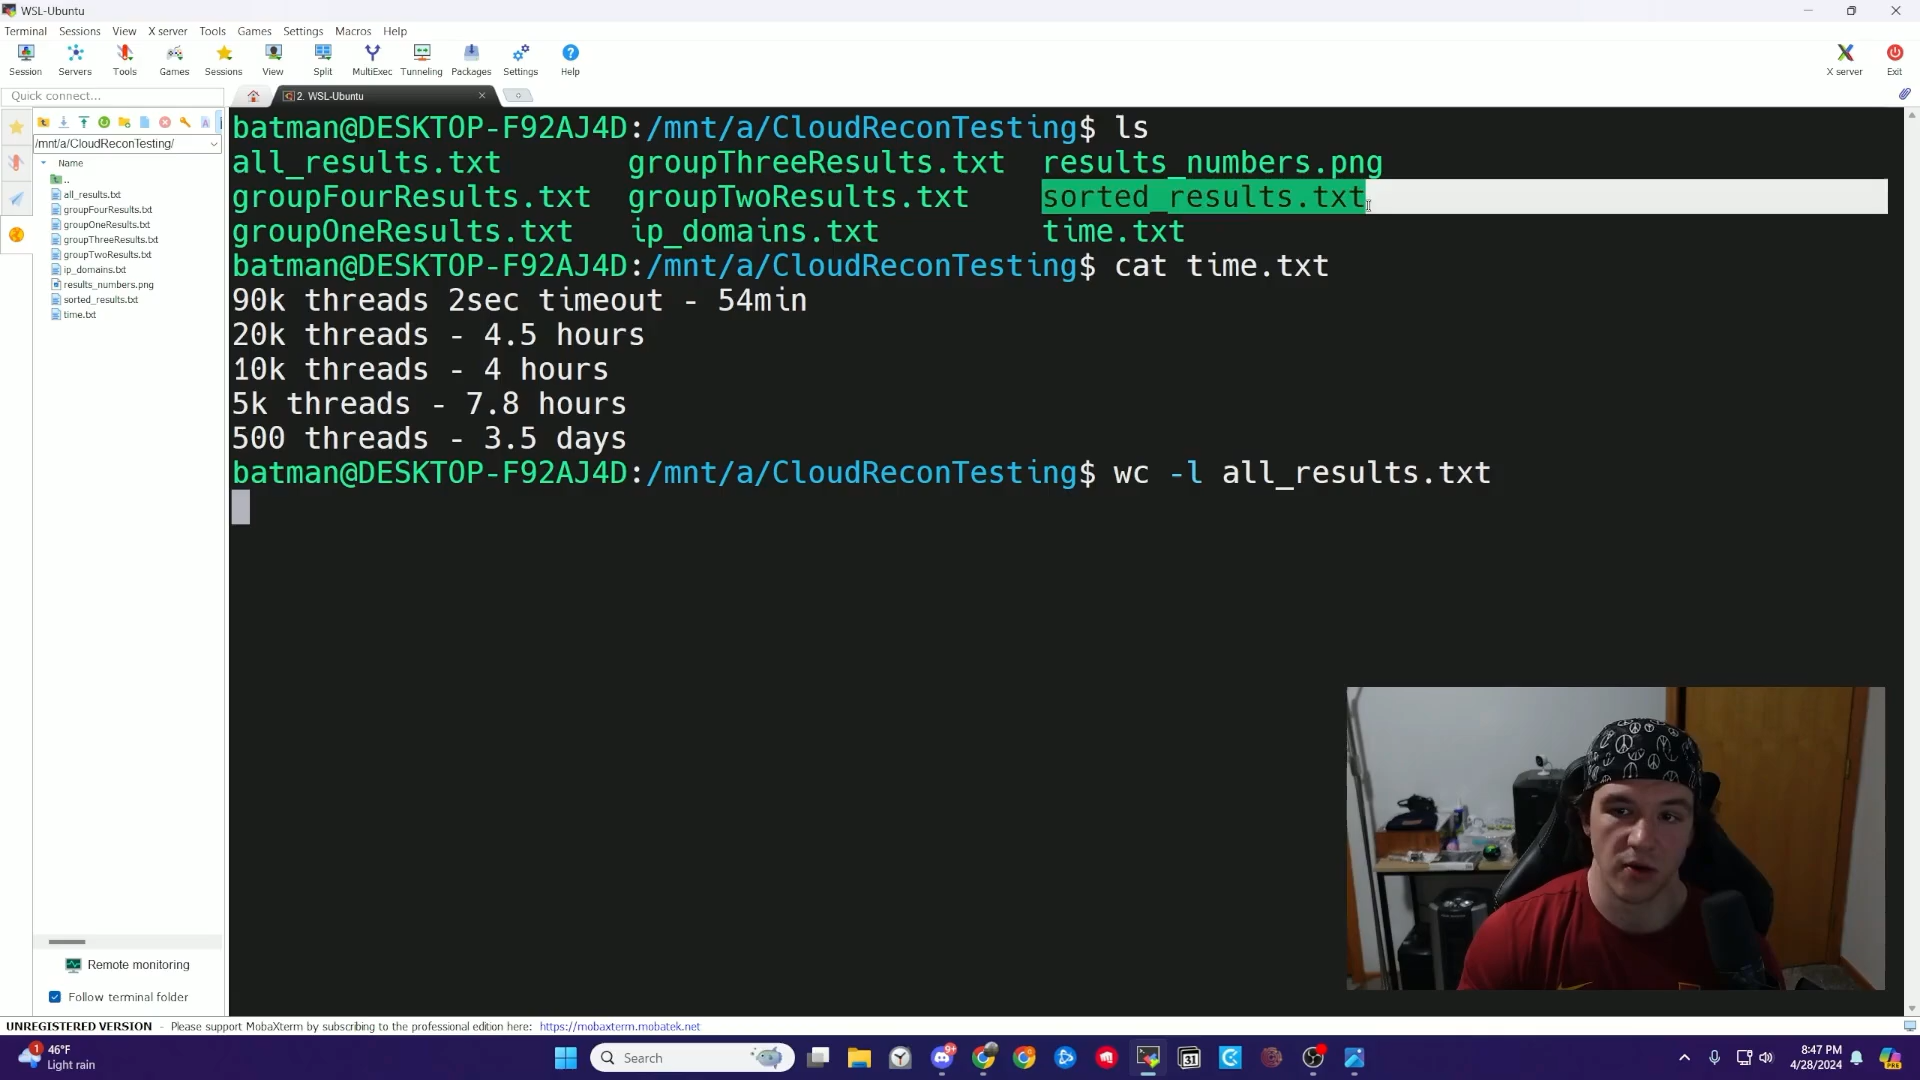 WSL-Ubuntu
Terminal Sessions View X server Tools Games Settings Macros Help
Session Servers Tools Games Sessions View Split MultiExec Tunneling Packages Settings Help X server Exit
Quick connect...
2. WSL-Ubuntu
/mnt/a/CloudReconTesting/
Name
..
all_results.txt
groupFourResults.txt
groupOneResults.txt
groupThreeResults.txt
groupTwoResults.txt
ip_domains.txt
results_numbers.png
sorted_results.txt
time.txt
batman@DESKTOP-F92AJ4D:/mnt/a/CloudReconTesting$ ls
all_results.txt groupThreeResults.txt results_numbers.png
groupFourResults.txt groupTwoResults.txt sorted_results.txt
groupOneResults.txt ip_domains.txt time.txt
batman@DESKTOP-F92AJ4D:/mnt/a/CloudReconTesting$ cat time.txt
90k threads 2sec timeout - 54min
20k threads - 4.5 hours
10k threads - 4 hours
5k threads - 7.8 hours
500 threads - 3.5 days
batman@DESKTOP-F92AJ4D:/mnt/a/CloudReconTesting$ wc -l all_results.txt
Remote monitoring
Follow terminal folder
UNREGISTERED VERSION - Please support MobaXterm by subscribing to the professional edition here: https://mobaxterm.mobatek.net
1
46°F
Light rain
Search
9+
31
8:47 PM
4/28/2024
PRE